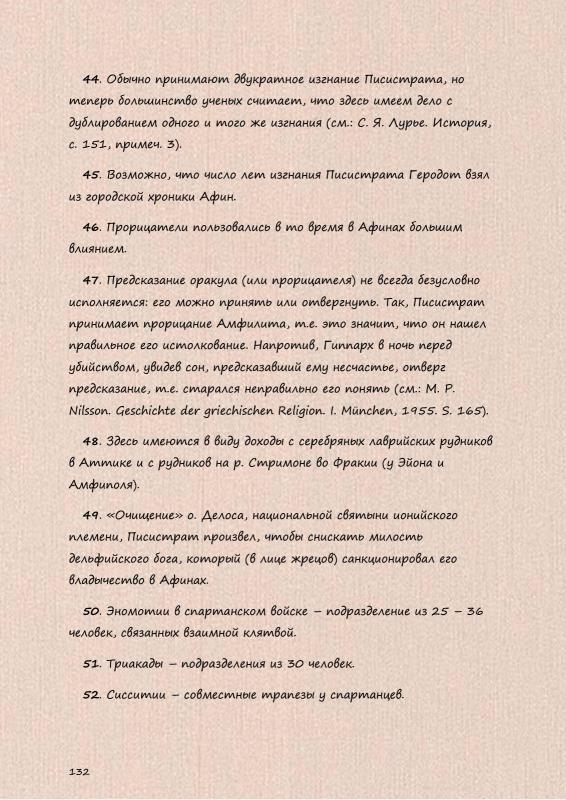 44. Обычно принимают двукратное изгнание Писистрата, но
теперь большинство ученых считает, что здесь имеем дело с
дублированием одного и того же изгнания (см.: С. Я. Лурье. История,
с. 151, примеч. 3).
45. Возможно, что число лет изгнания Писистрата Геродот взял
из городской хроники Афин.
46. Прорицатели пользовались в то время в Афинах большим
влиянием.
47. Предсказание оракула (или прорицателя) не всегда безусловно
исполняется: его можно принять или отвергнуть. Так, Писистрат
принимает прорицание Амфилита, т.е. это значит, что он нашел
правильное его истолкование. Напротив, Гиппарх в ночь перед
убийством, увидев сон, предсказавший ему несчастье, отверг
предсказание, т.е. старался неправильно его понять (см.: M. P.
Nilsson. Geschichte der griechischen Religion. I. München, 1955. S. 165).
48. Здесь имеются в виду доходы с серебряных лаврийских рудников
в Аттике и с рудников на р. Стримоне во Фракии (у Эйона и
Амфиполя).
49. «Очищение» о. Делоса, национальной святыни ионийского
племени, Писистрат произвел, чтобы снискать милость
дельфийского бога, который (в лице жрецов) санкционировал его
владычество в Афинах.
50. Эномотии в спартанском войске – подразделение из 25 – 36
человек, связанных взаимной клятвой.
51. Триакады – подразделения из 30 человек.
52. Сисситии – совместные трапезы у спартанцев.
132